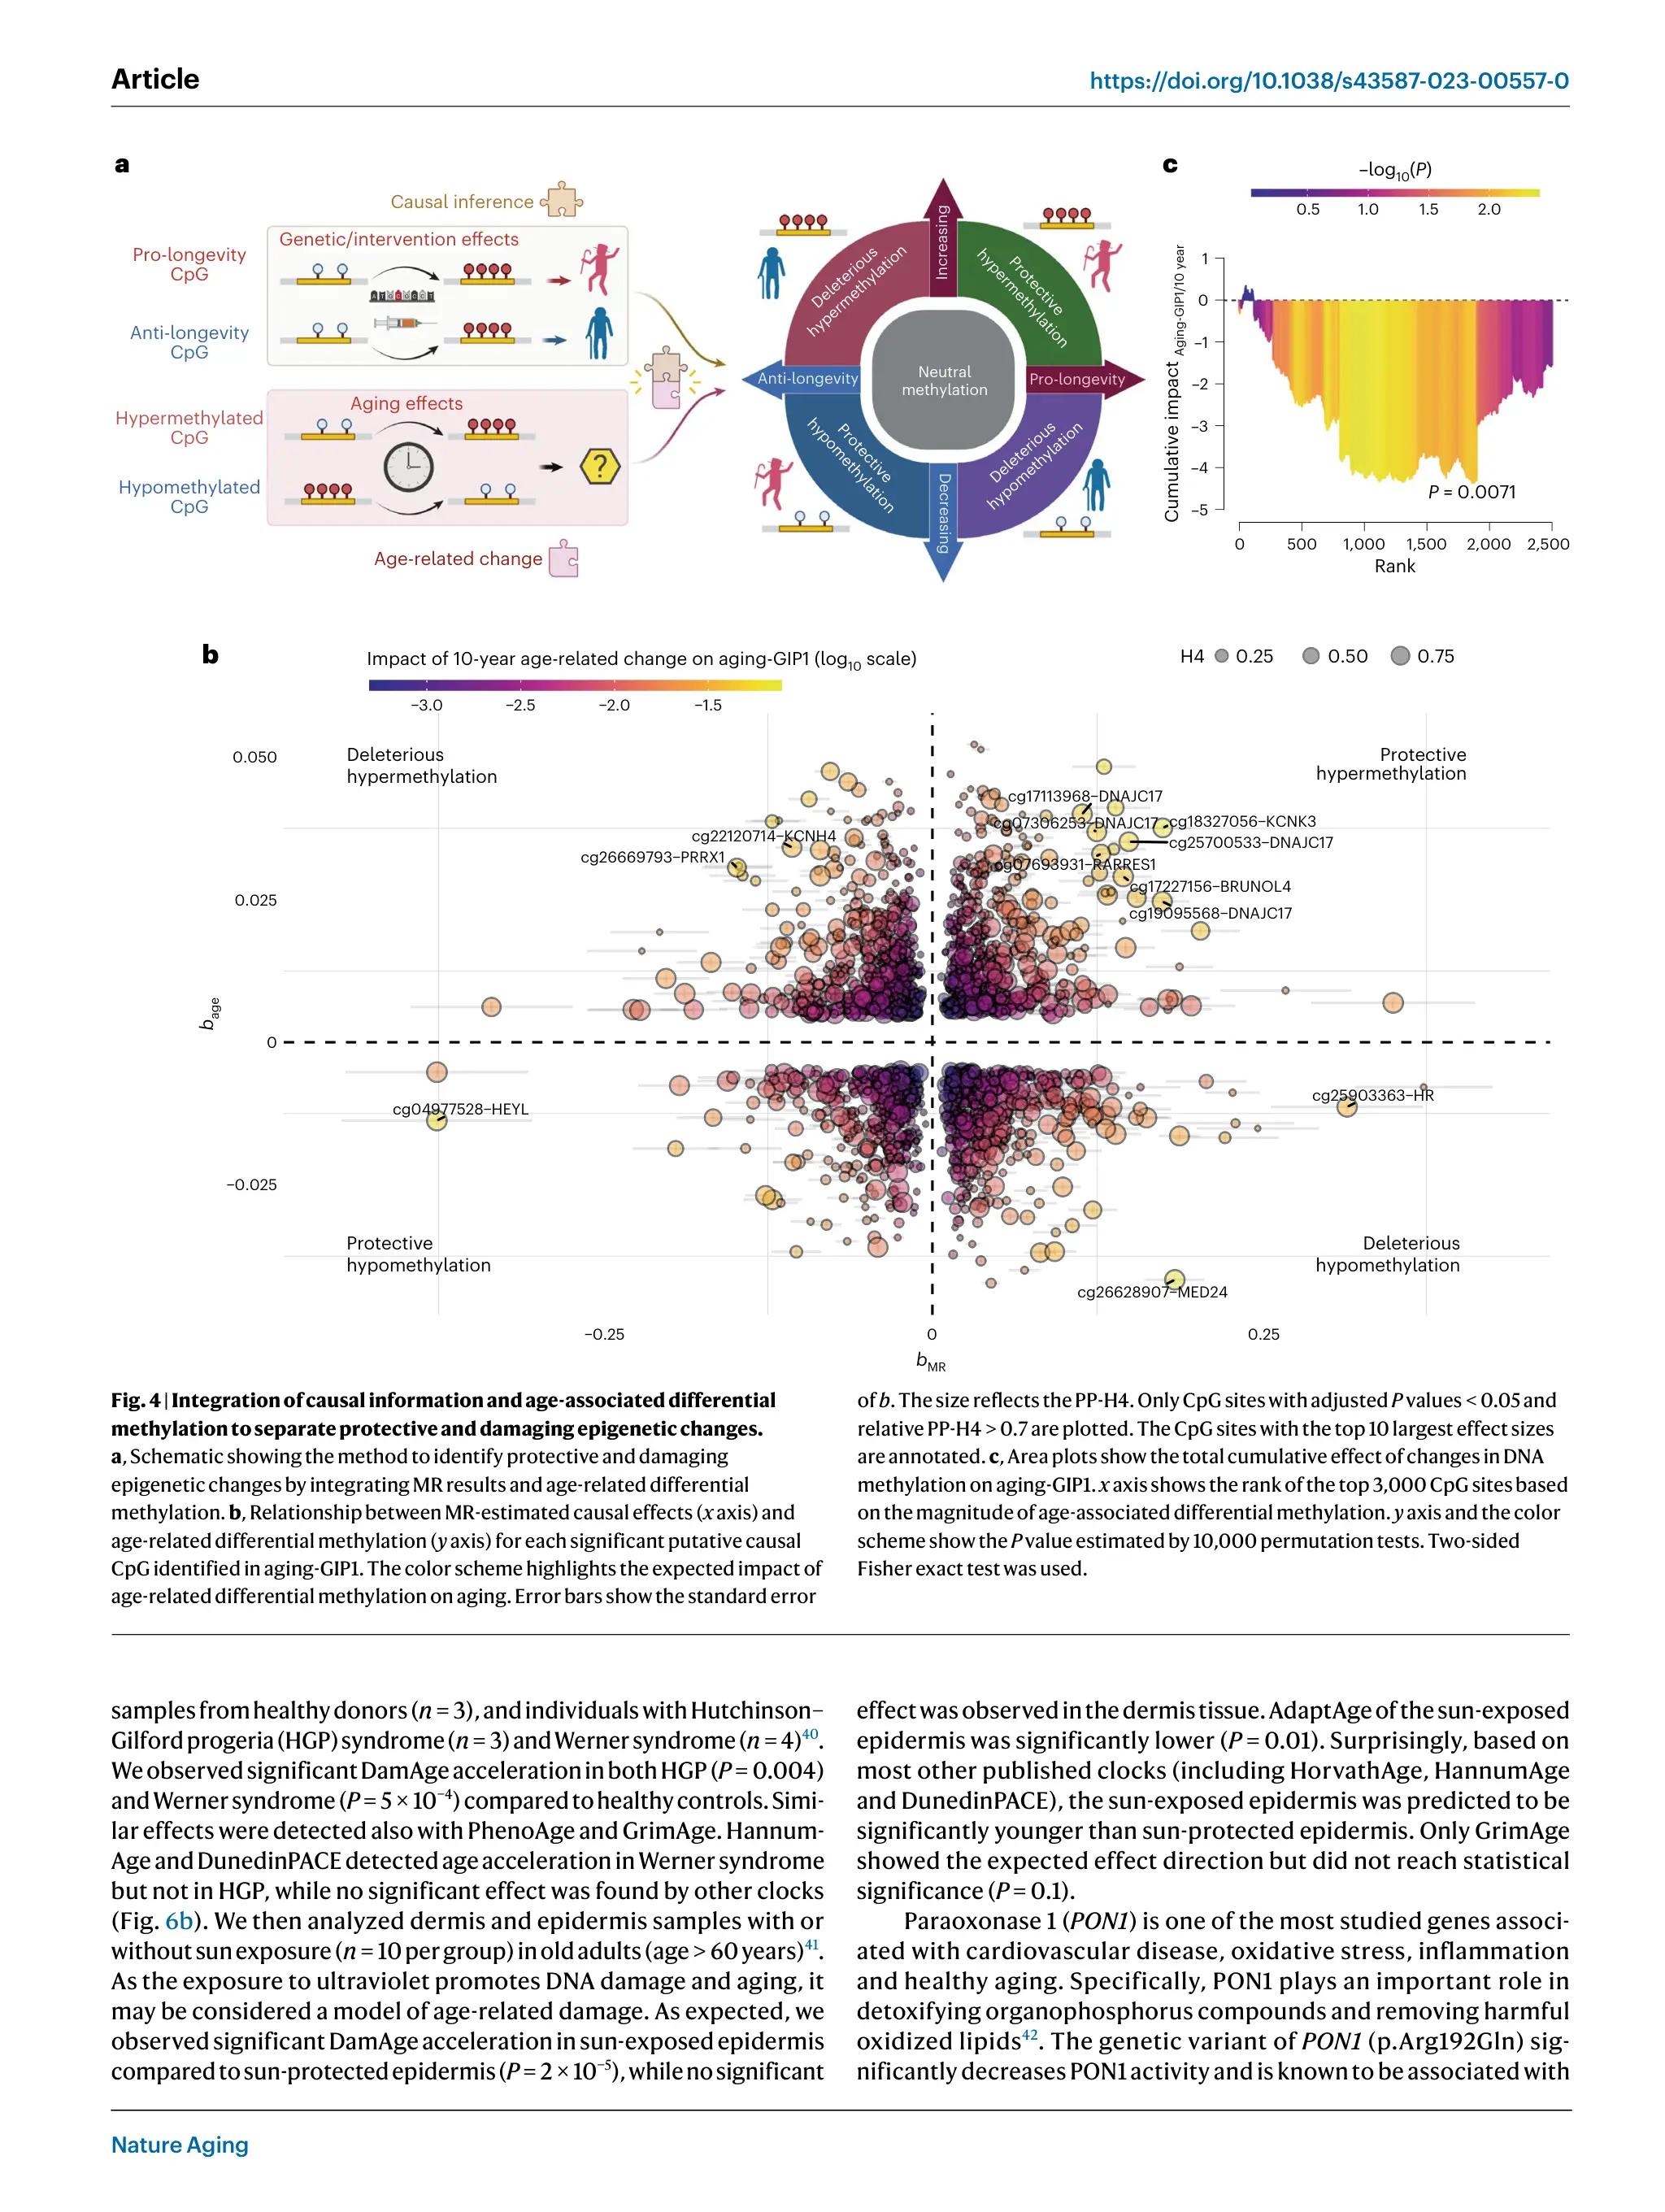 Article
https://doi.org/10.1038/s43587-023-00557-0
a
Causal inference
Genetic/intervention effects
Pro-longevity
CpG
Anti-longevity
CpG
Aging effects
Hypermethylated
CpG
Hypomethylated
CpG
?
Age-related change
Increasing
Deleterious
hypermethylation
Protective
hypermethylation
Anti-longevity
Neutral
methylation
Pro-longevity
Protective
hypomethylation
Deleterious
hypomethylation
Decreasing
c
–log10(P)
0.5 1.0 1.5 2.0
Cumulative impact Aging-GIP1/10 year
1
0
–1
–2
–3
–4
–5
P = 0.0071
0 500 1,000 1,500 2,000 2,500
Rank
b
Impact of 10-year age-related change on aging-GIP1 (log10 scale)
–3.0 –2.5 –2.0 –1.5
H4 0.25 0.50 0.75
Deleterious
hypermethylation
Protective
hypermethylation
0.050
0.025
0
–0.025
bage
cg17113968–DNAJC17
cg07306253–DNAJC17
cg18327056–KCNK3
cg22120714–KCNH4
cg25700533–DNAJC17
cg26669793–PRRX1
cg07693931–RARRES1
cg17227156–BRUNOL4
cg19095568–DNAJC17
cg25903363–HR
cg04977528–HEYL
Protective
hypomethylation
Deleterious
hypomethylation
cg26628907–MED24
–0.25 0 0.25
bMR
Fig. 4 | Integration of causal information and age-associated differential
methylation to separate protective and damaging epigenetic changes.
a, Schematic showing the method to identify protective and damaging
epigenetic changes by integrating MR results and age-related differential
methylation. b, Relationship between MR-estimated causal effects (x axis) and
age-related differential methylation (y axis) for each significant putative causal
CpG identified in aging-GIP1. The color scheme highlights the expected impact of
age-related differential methylation on aging. Error bars show the standard error
of b. The size reflects the PP-H4. Only CpG sites with adjusted P values < 0.05 and
relative PP-H4 > 0.7 are plotted. The CpG sites with the top 10 largest effect sizes
are annotated. c, Area plots show the total cumulative effect of changes in DNA
methylation on aging-GIP1. x axis shows the rank of the top 3,000 CpG sites based
on the magnitude of age-associated differential methylation. y axis and the color
scheme show the P value estimated by 10,000 permutation tests. Two-sided
Fisher exact test was used.
samples from healthy donors (n = 3), and individuals with Hutchinson–
Gilford progeria (HGP) syndrome (n = 3) and Werner syndrome (n = 4)40.
We observed significant DamAge acceleration in both HGP (P = 0.004)
and Werner syndrome (P = 5 × 10−4) compared to healthy controls. Simi-
lar effects were detected also with PhenoAge and GrimAge. Hannum-
Age and DunedinPACE detected age acceleration in Werner syndrome
but not in HGP, while no significant effect was found by other clocks
(Fig. 6b). We then analyzed dermis and epidermis samples with or
without sun exposure (n = 10 per group) in old adults (age > 60 years)41.
As the exposure to ultraviolet promotes DNA damage and aging, it
may be considered a model of age-related damage. As expected, we
observed significant DamAge acceleration in sun-exposed epidermis
compared to sun-protected epidermis (P = 2 × 10−5), while no significant
effect was observed in the dermis tissue. AdaptAge of the sun-exposed
epidermis was significantly lower (P = 0.01). Surprisingly, based on
most other published clocks (including HorvathAge, HannumAge
and DunedinPACE), the sun-exposed epidermis was predicted to be
significantly younger than sun-protected epidermis. Only GrimAge
showed the expected effect direction but did not reach statistical
significance (P = 0.1).
Paraoxonase 1 (PON1) is one of the most studied genes associ-
ated with cardiovascular disease, oxidative stress, inflammation
and healthy aging. Specifically, PON1 plays an important role in
detoxifying organophosphorus compounds and removing harmful
oxidized lipids42. The genetic variant of PON1 (p.Arg192Gln) sig-
nificantly decreases PON1 activity and is known to be associated with
Nature Aging